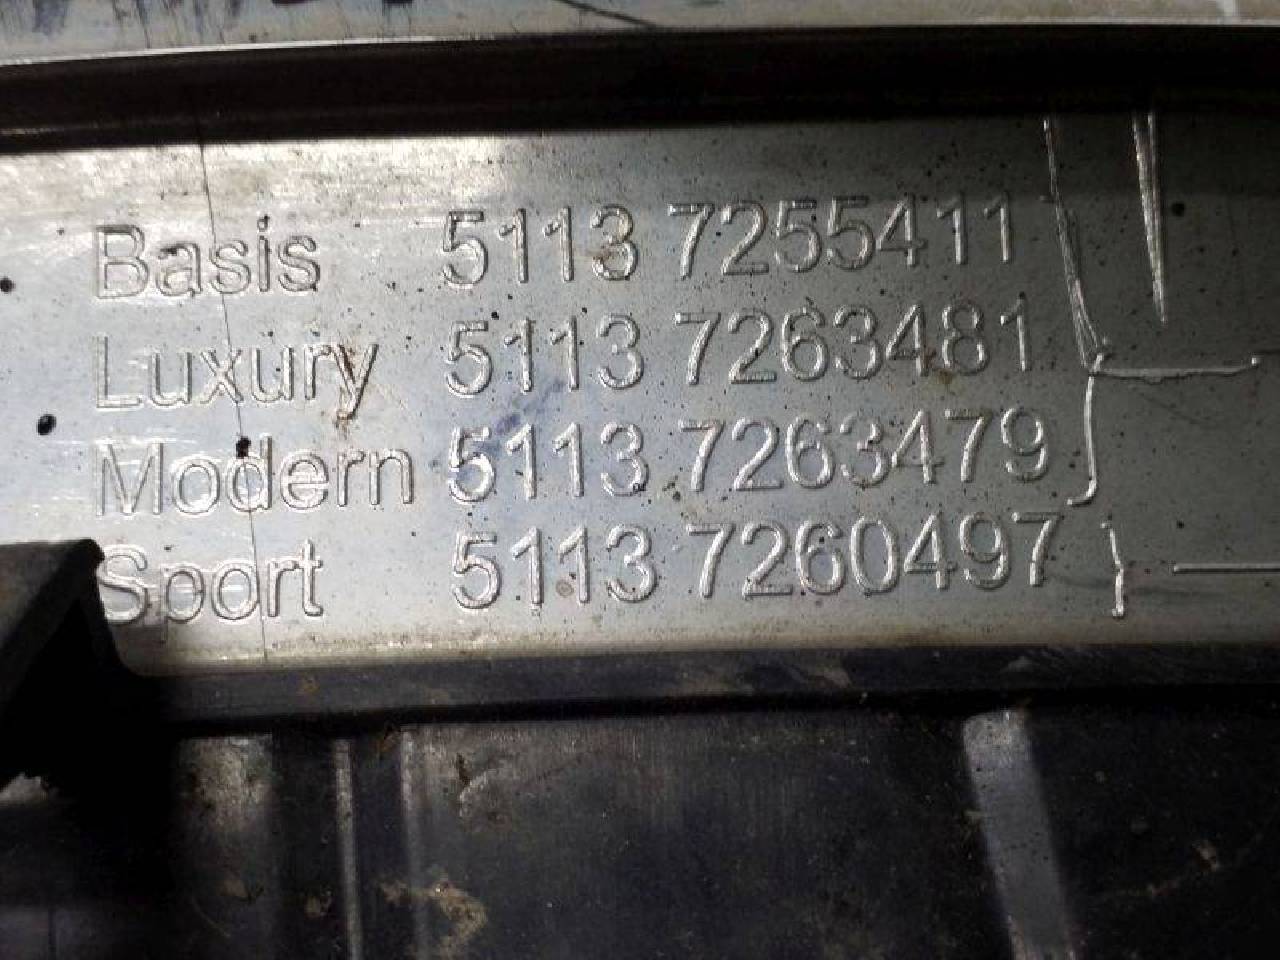 Basis 5113 7255411
Luxury 5113 7263481
Modern 5113 7263479
Sport 5113 7260497